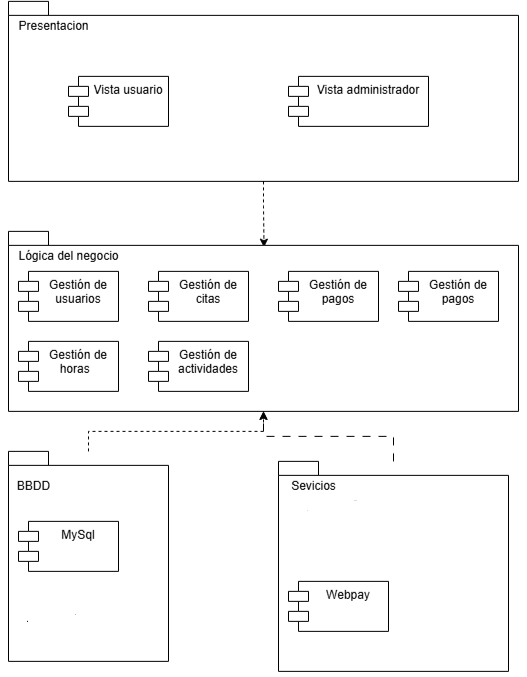 Presentacion
Vista usuario
Vista administrador
Lógica del negocio
Gestión de
usuarios
Gestión de
citas
Gestión de
pagos
Gestión de
pagos
Gestión de
horas
Gestión de
actividades
BBDD
MySql
Sevicios
Webpay